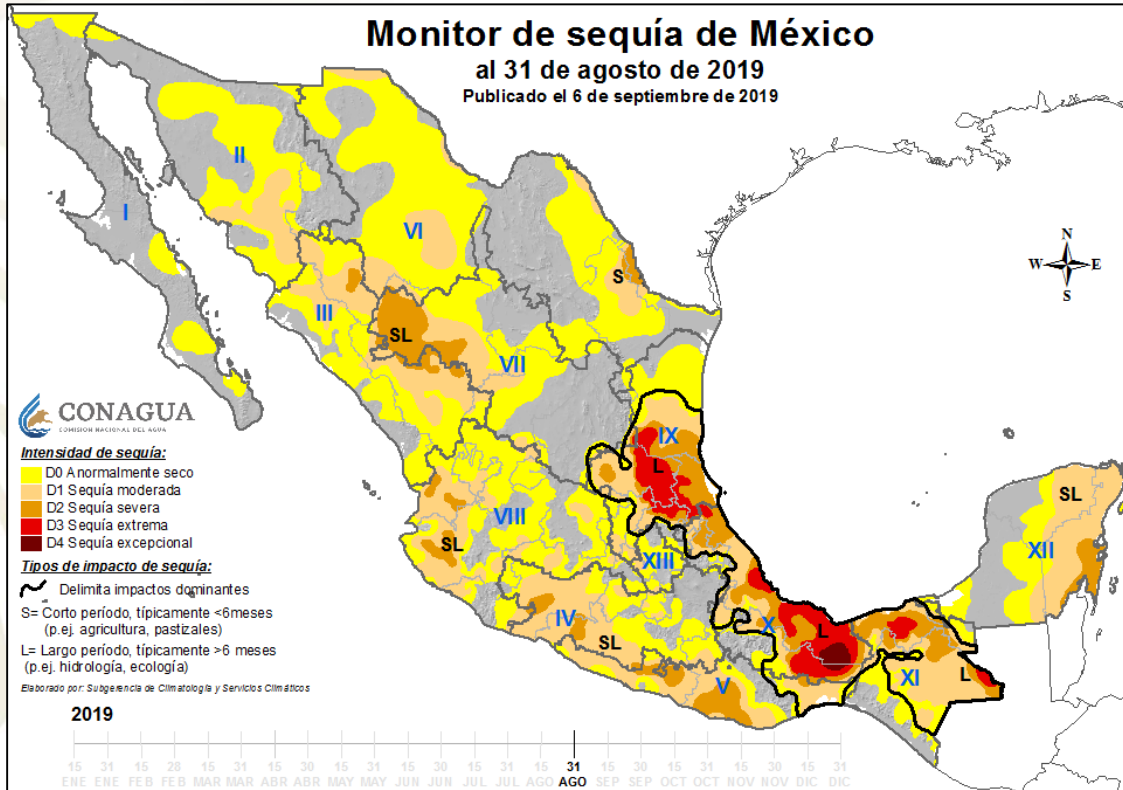 Monitor de sequía de México
al 31 de agosto de 2019
Publicado el 6 de septiembre de 2019
II
I
VI
N
W E
S
S
III
SL
VII
CONAGUA
COMISIÓN NACIONAL DEL AGUA
Intensidad de sequía:
D0 Anormalmente seco
D1 Sequía moderada
D2 Sequía severa
D3 Sequía extrema
D4 Sequía excepcional
IX
L
SL
VIII
SL
XII
XIII
Tipos de impacto de sequía:
Delimita impactos dominantes
S= Corto período, típicamente <6meses
(p.ej. agricultura, pastizales)
L= Largo período, típicamente >6 meses
(p.ej. hidrología, ecología)
Elaborado por: Subgerencia de Climatología y Servicios Climáticos
IV
SL
X
L
V
XI
L
2019
15 31 15 28 15 31 15 30 15 31 15 30 15 31 15 31 15 30 15 31 15 30 15 31
ENE ENE FEB FEB MAR MAR ABR ABR MAY MAY JUN JUN JUL JUL AGO AGO SEP SEP OCT OCT NOV NOV DIC DIC